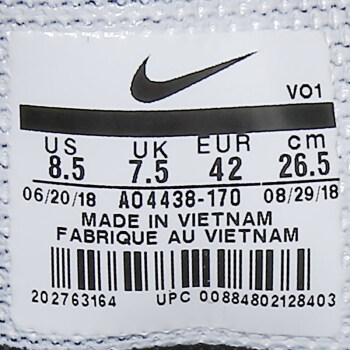 VO1
US UK EUR cm
8.5 7.5 42 26.5
06/20/18 AO4438-170 08/29/18
MADE IN VIETNAM
FABRIQUE AU VIETNAM
202763164 UPC 00884802128403